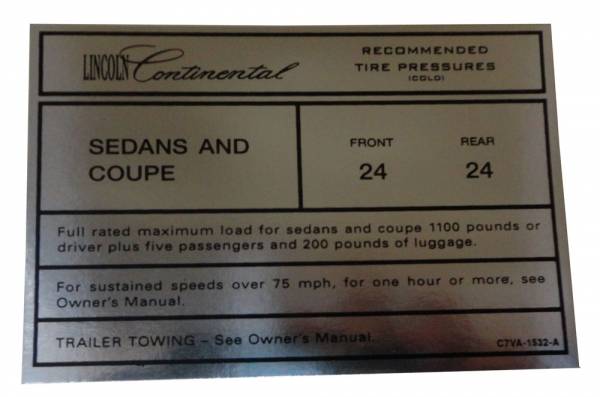 LINCOLN Continental
RECOMMENDED
TIRE PRESSURES
(COLD)
SEDANS AND
COUPE
FRONT REAR
24 24
Full rated maximum load for sedans and coupe 1100 pounds or
driver plus five passengers and 200 pounds of luggage.
For sustained speeds over 75 mph, for one hour or more, see
Owner's Manual.
TRAILER TOWING – See Owner's Manual.
C7VA-1532-A